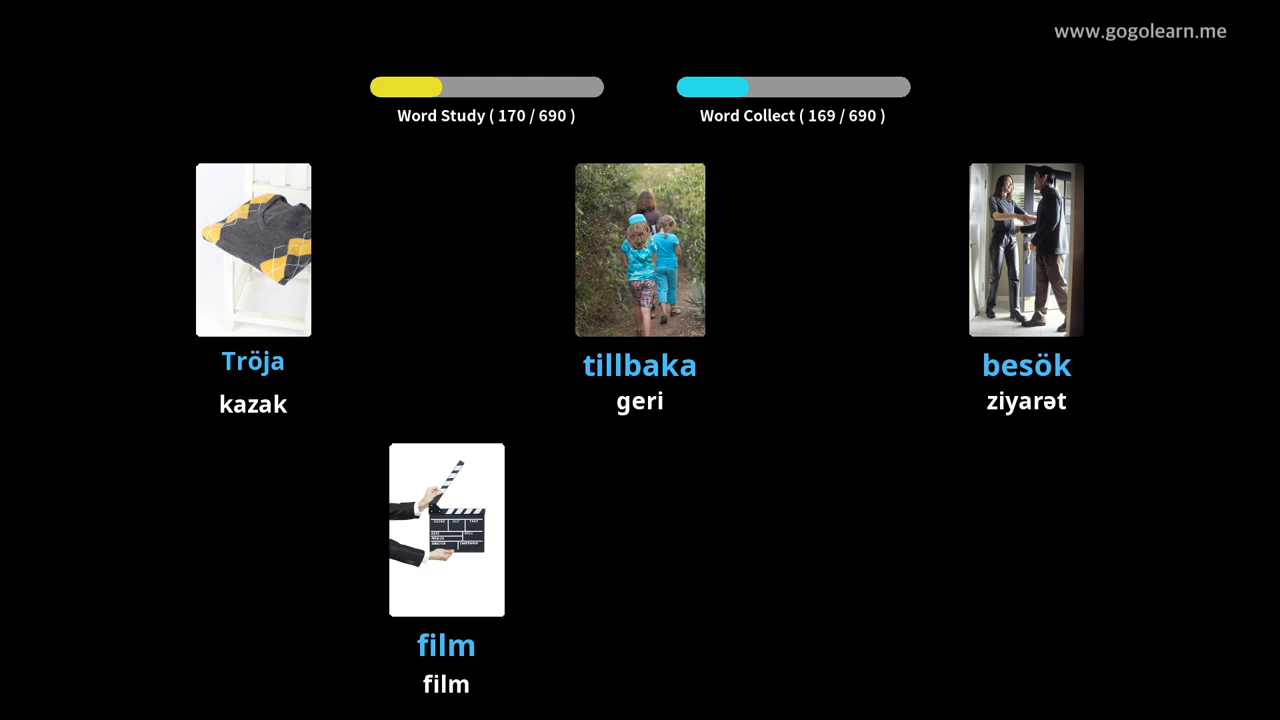 www.gogolearn.me
Word Study ( 170 / 690 )
Word Collect ( 169 / 690 )
Tröja
kazak
tillbaka
geri
besök
ziyarət
film
film